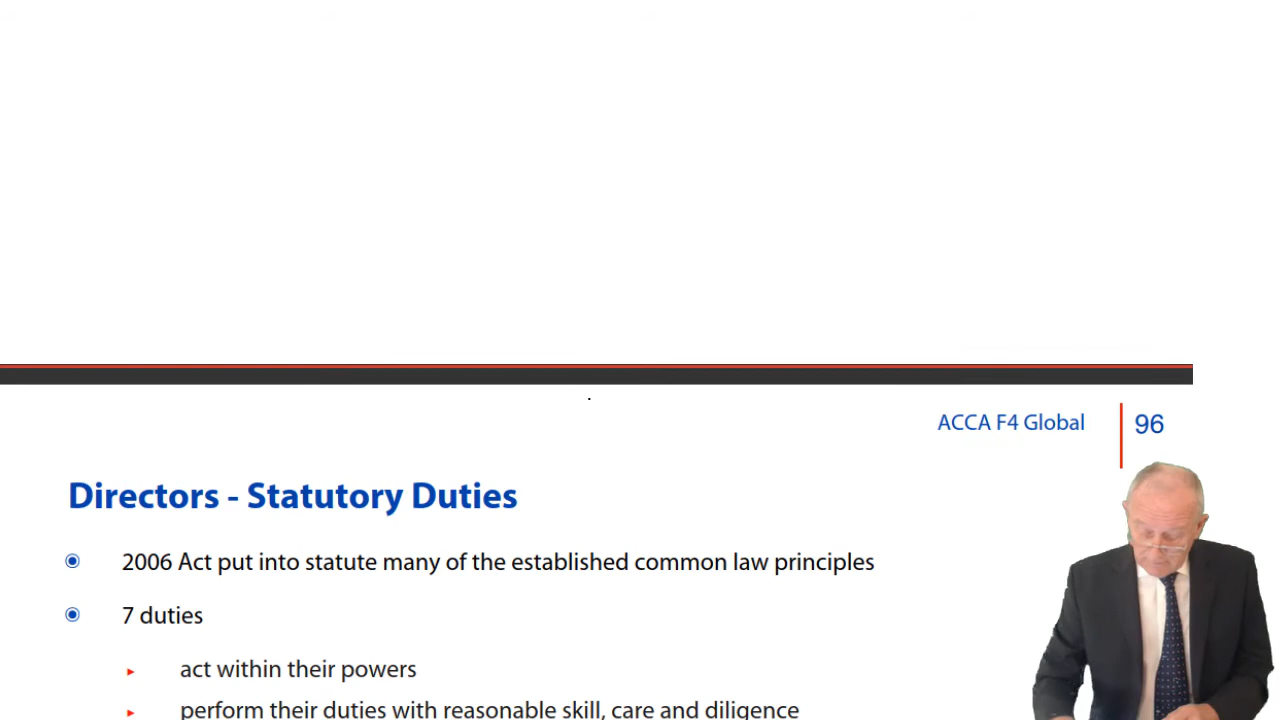 ACCA F4 Global
96
Directors - Statutory Duties
2006 Act put into statute many of the established common law principles
7 duties
act within their powers
perform their duties with reasonable skill, care and diligence